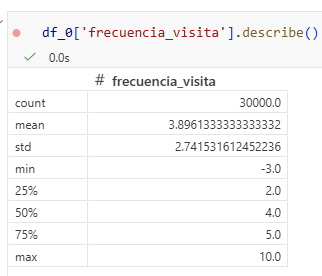 df_0['frecuencia_visita'].describe()
0.0s
# frecuencia_visita
count 30000.0
mean 3.8961333333333332
std 2.741531612452236
min -3.0
25% 2.0
50% 4.0
75% 5.0
max 10.0